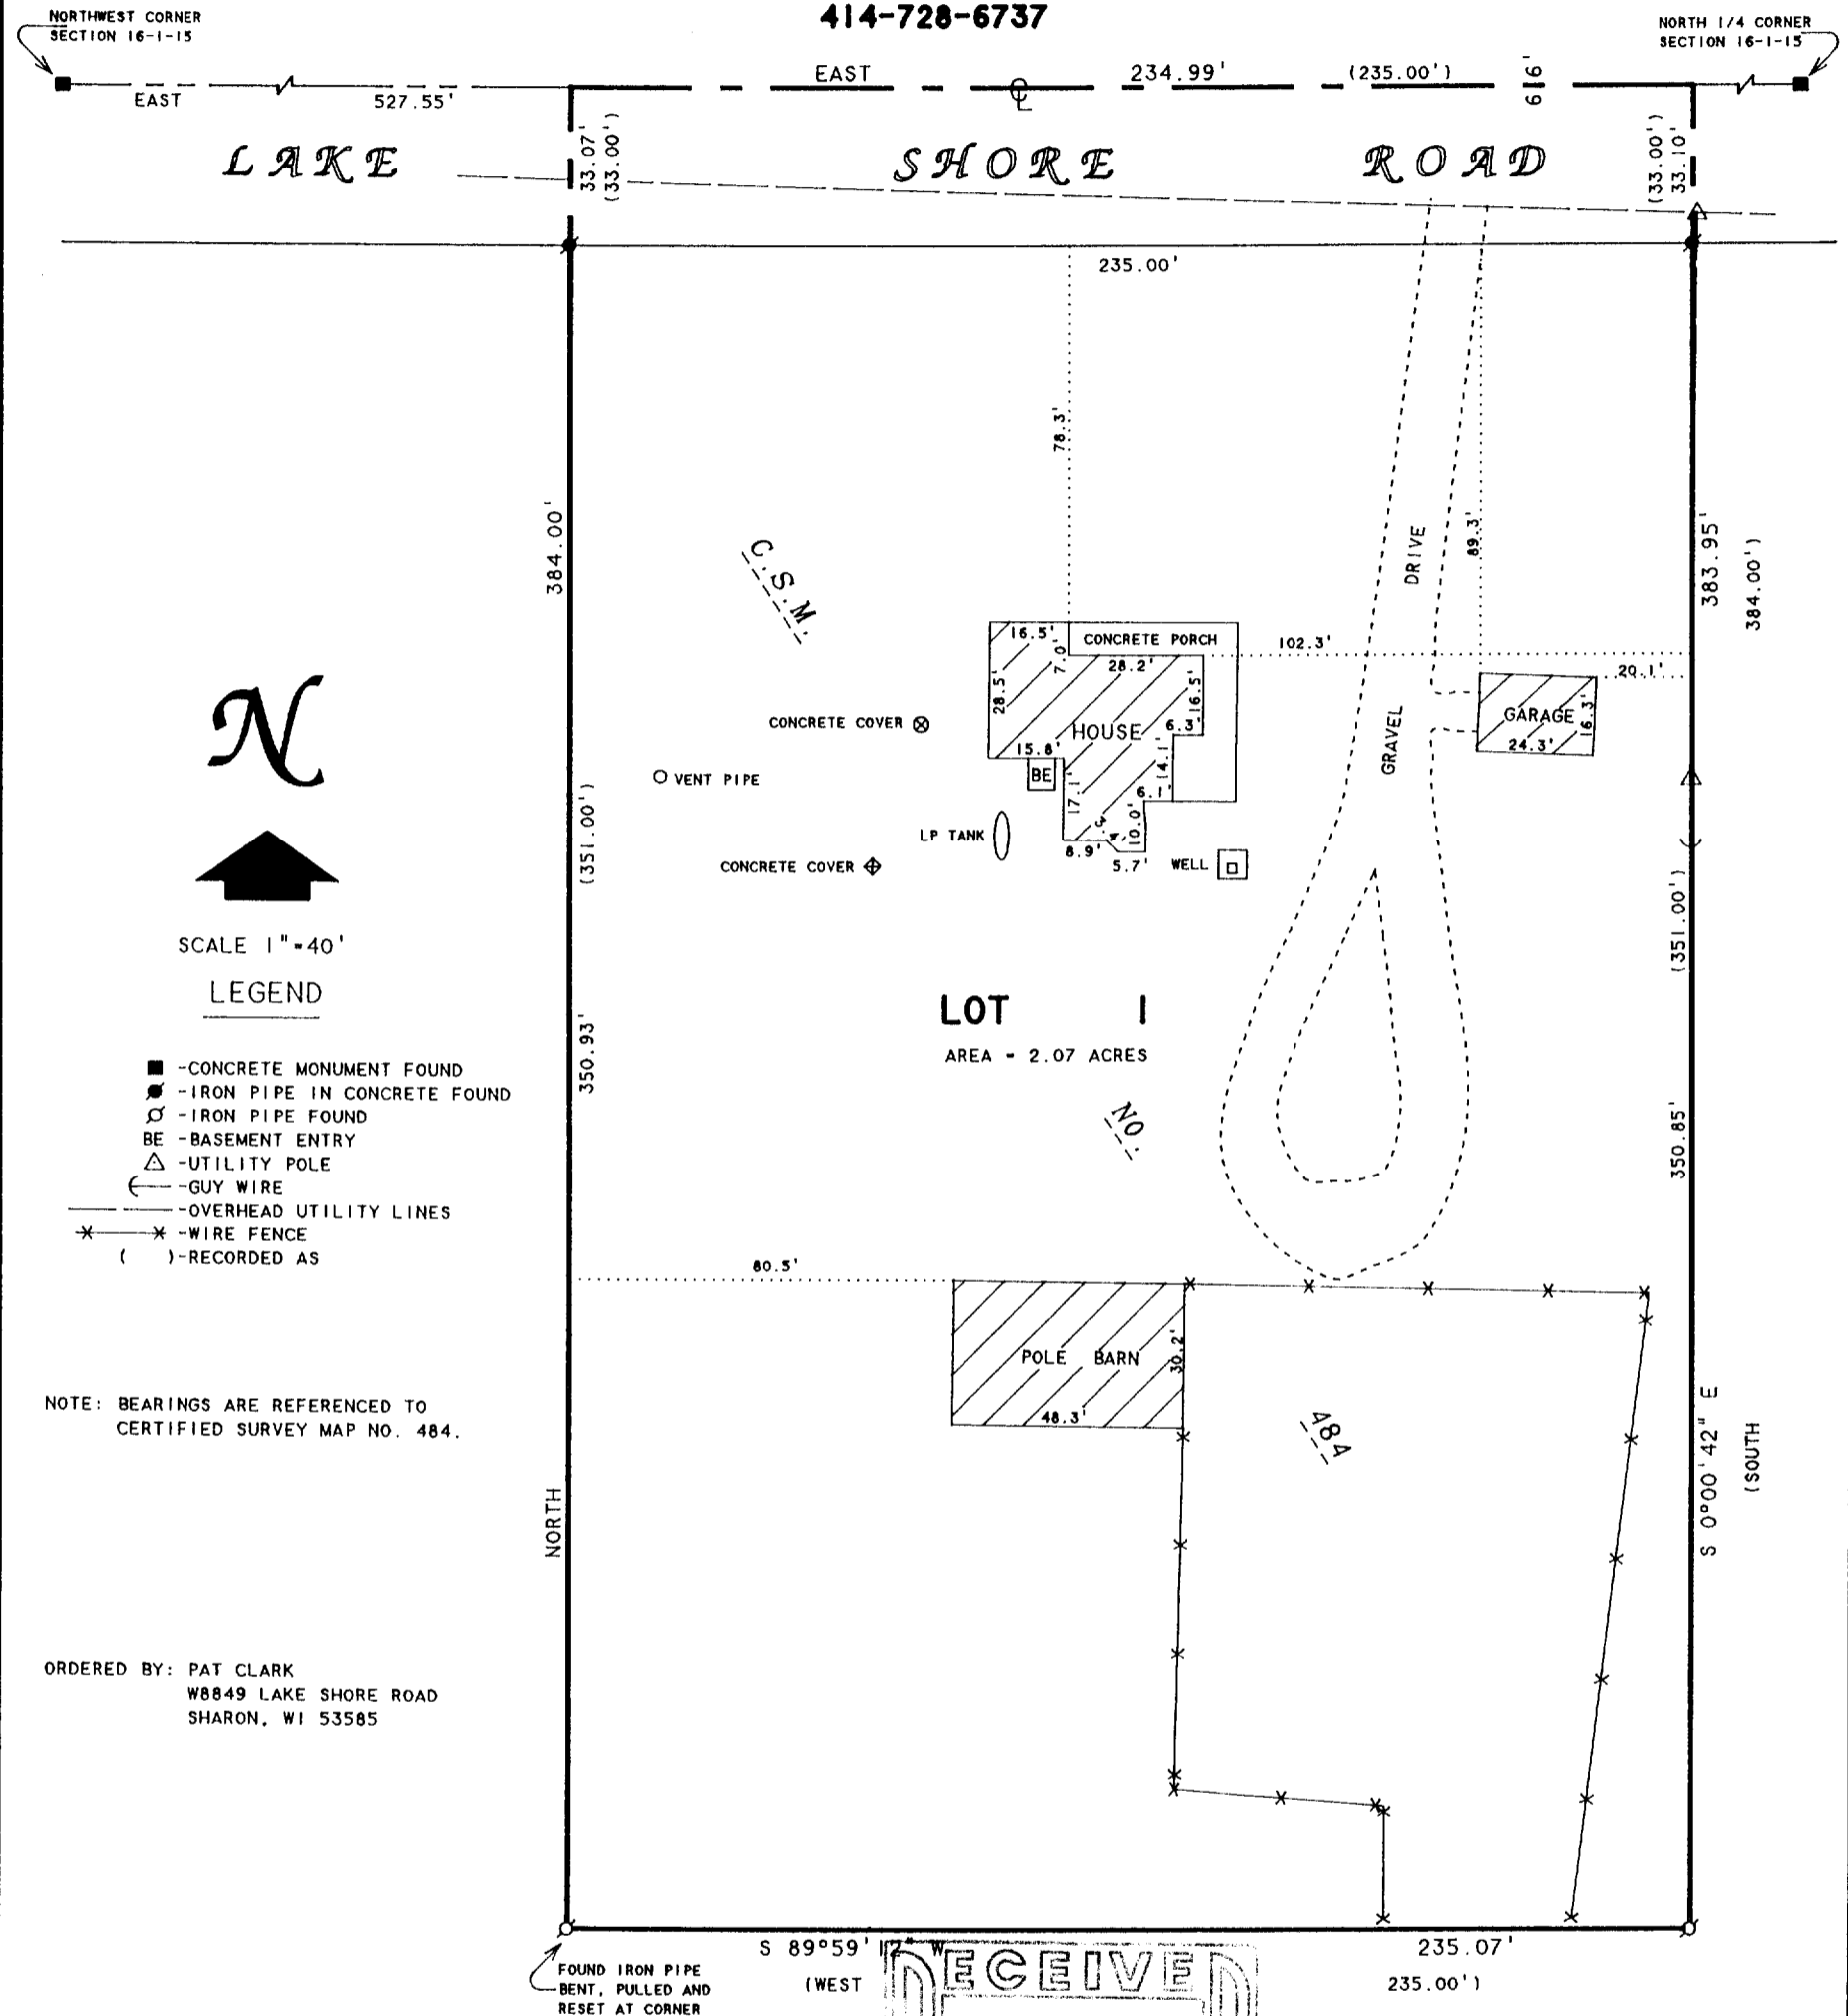 414-728-6737
NORTHWEST CORNER
SECTION 16-1-15
NORTH 1/4 CORNER
SECTION 16-1-15
EAST 234.99' (235.00') 616'
EAST 527.55'
LAKE SHORE ROAD
33.07'
(33.00')
(33.00')
33.10'
235.00'
78.3'
89.3'
384.00'
383.95'
384.00')
C.S.M.
DRIVE
GRAVEL
16.5'
CONCRETE PORCH
7.0'
28.2'
102.3'
20.1'
28.5'
16.5'
GARAGE
16.3'
24.3'
CONCRETE COVER
HOUSE
6.3'
15.8'
14.1'
BE
VENT PIPE
17.1'
6.1'
LP TANK
3.4'
10.0'
8.9'
5.7'
WELL
CONCRETE COVER
(351.00')
(351.00')
N
SCALE 1"=40'
LEGEND
-CONCRETE MONUMENT FOUND
-IRON PIPE IN CONCRETE FOUND
-IRON PIPE FOUND
BE -BASEMENT ENTRY
-UTILITY POLE
-GUY WIRE
-OVERHEAD UTILITY LINES
-WIRE FENCE
( )-RECORDED AS
LOT 1
AREA = 2.07 ACRES
350.93'
350.85'
NO.
80.5'
POLE BARN
30.2'
48.3'
484
NOTE: BEARINGS ARE REFERENCED TO
CERTIFIED SURVEY MAP NO. 484.
NORTH
S 0°00'42" E
(SOUTH
ORDERED BY: PAT CLARK
W8849 LAKE SHORE ROAD
SHARON, WI 53585
S 89°59'12" W 235.07'
(WEST 235.00')
FOUND IRON PIPE
BENT, PULLED AND
RESET AT CORNER
RECEIVED